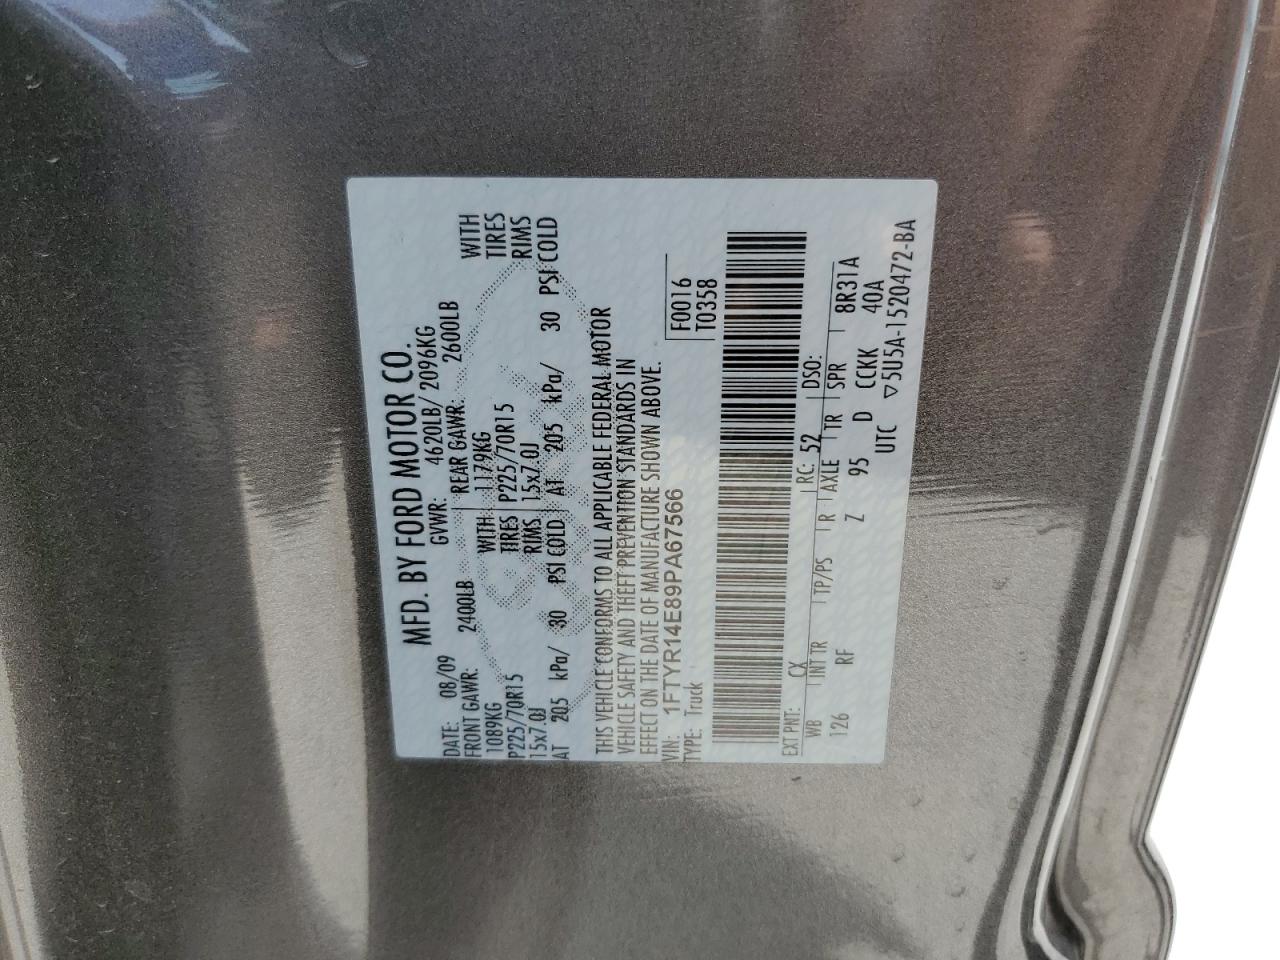 MFD. BY FORD MOTOR CO.
DATE: 08/09 GVWR: 4620LB/ 2096KG
FRONT GAWR: 2400LB REAR GAWR: 2600LB
1089KG WITH 1179KG WITH
P225/70R15 TIRES P225/70R15 TIRES
15x7.0J RIMS 15x7.0J RIMS
AT 205 kPa/ 30 PSI COLD AT 205 kPa/ 30 PSI COLD
THIS VEHICLE CONFORMS TO ALL APPLICABLE FEDERAL MOTOR
VEHICLE SAFETY AND THEFT PREVENTION STANDARDS IN
EFFECT ON THE DATE OF MANUFACTURE SHOWN ABOVE.
VIN: 1FTYR14E89PA67566 F0016
TYPE: Truck T0358
EXT PNT: CX RC: 52 DSO:
WB INT TR TP/PS R AXLE TR SPR 8R31A
126 RF Z 95 D CCKK 40A
UTC ▽5U5A-1520472-BA